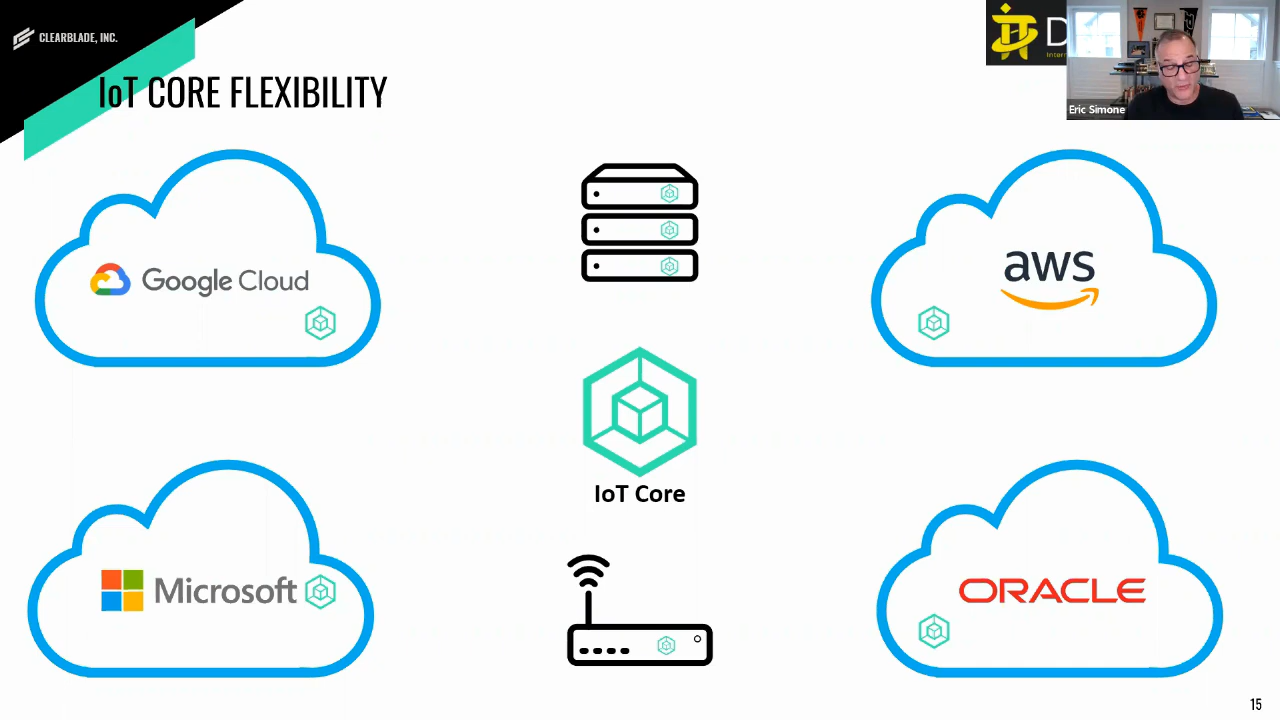 CLEARBLADE, INC.
IoT CORE FLEXIBILITY
Eric Simone
Google Cloud
aws
IoT Core
Microsoft
ORACLE
15